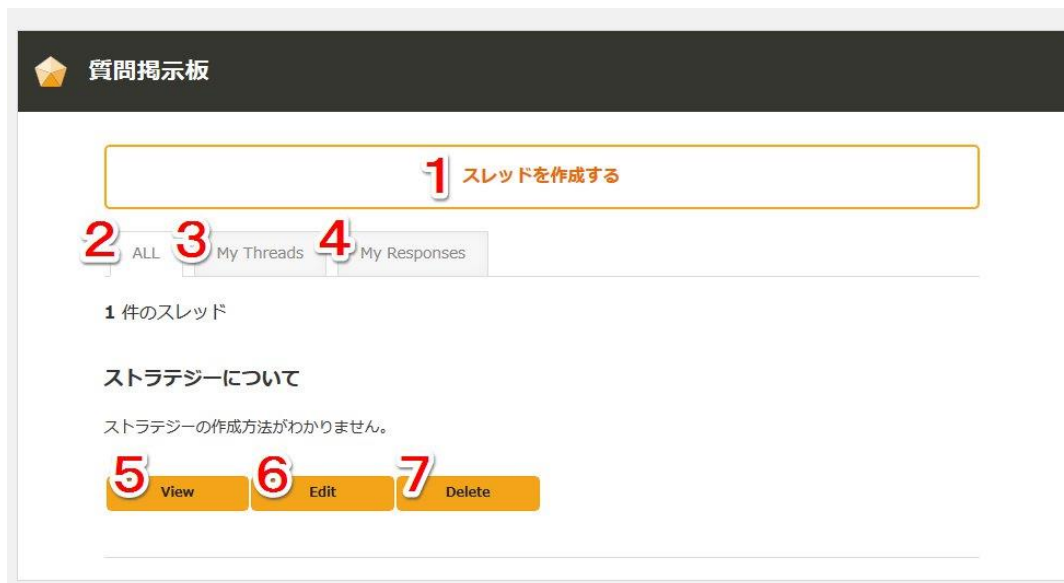 質問掲示板
1 スレッドを作成する
2 ALL 3 My Threads 4 My Responses
1 件のスレッド
ストラテジーについて
ストラテジーの作成方法がわかりません。
5 View 6 Edit 7 Delete